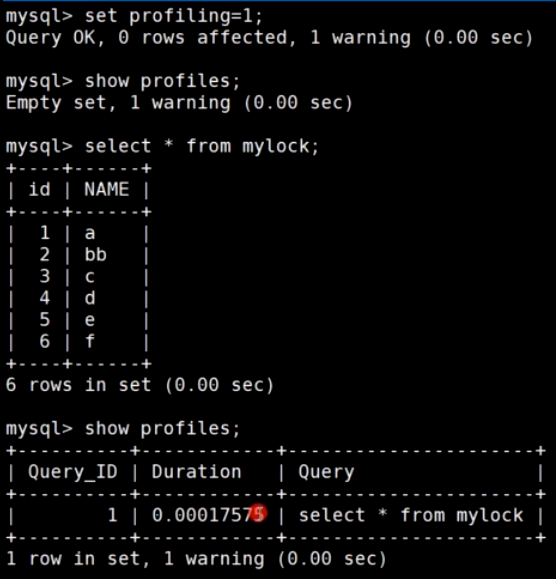 mysql> set profiling=1;
Query OK, 0 rows affected, 1 warning (0.00 sec)
mysql> show profiles;
Empty set, 1 warning (0.00 sec)
mysql> select * from mylock;
+----+------+
| id | NAME |
+----+------+
|  1 | a    |
|  2 | bb   |
|  3 | c    |
|  4 | d    |
|  5 | e    |
|  6 | f    |
+----+------+
6 rows in set (0.00 sec)
mysql> show profiles;
+----------+------------+----------------------+
| Query_ID | Duration   | Query                |
+----------+------------+----------------------+
|        1 | 0.00017575 | select * from mylock |
+----------+------------+----------------------+
1 row in set, 1 warning (0.00 sec)